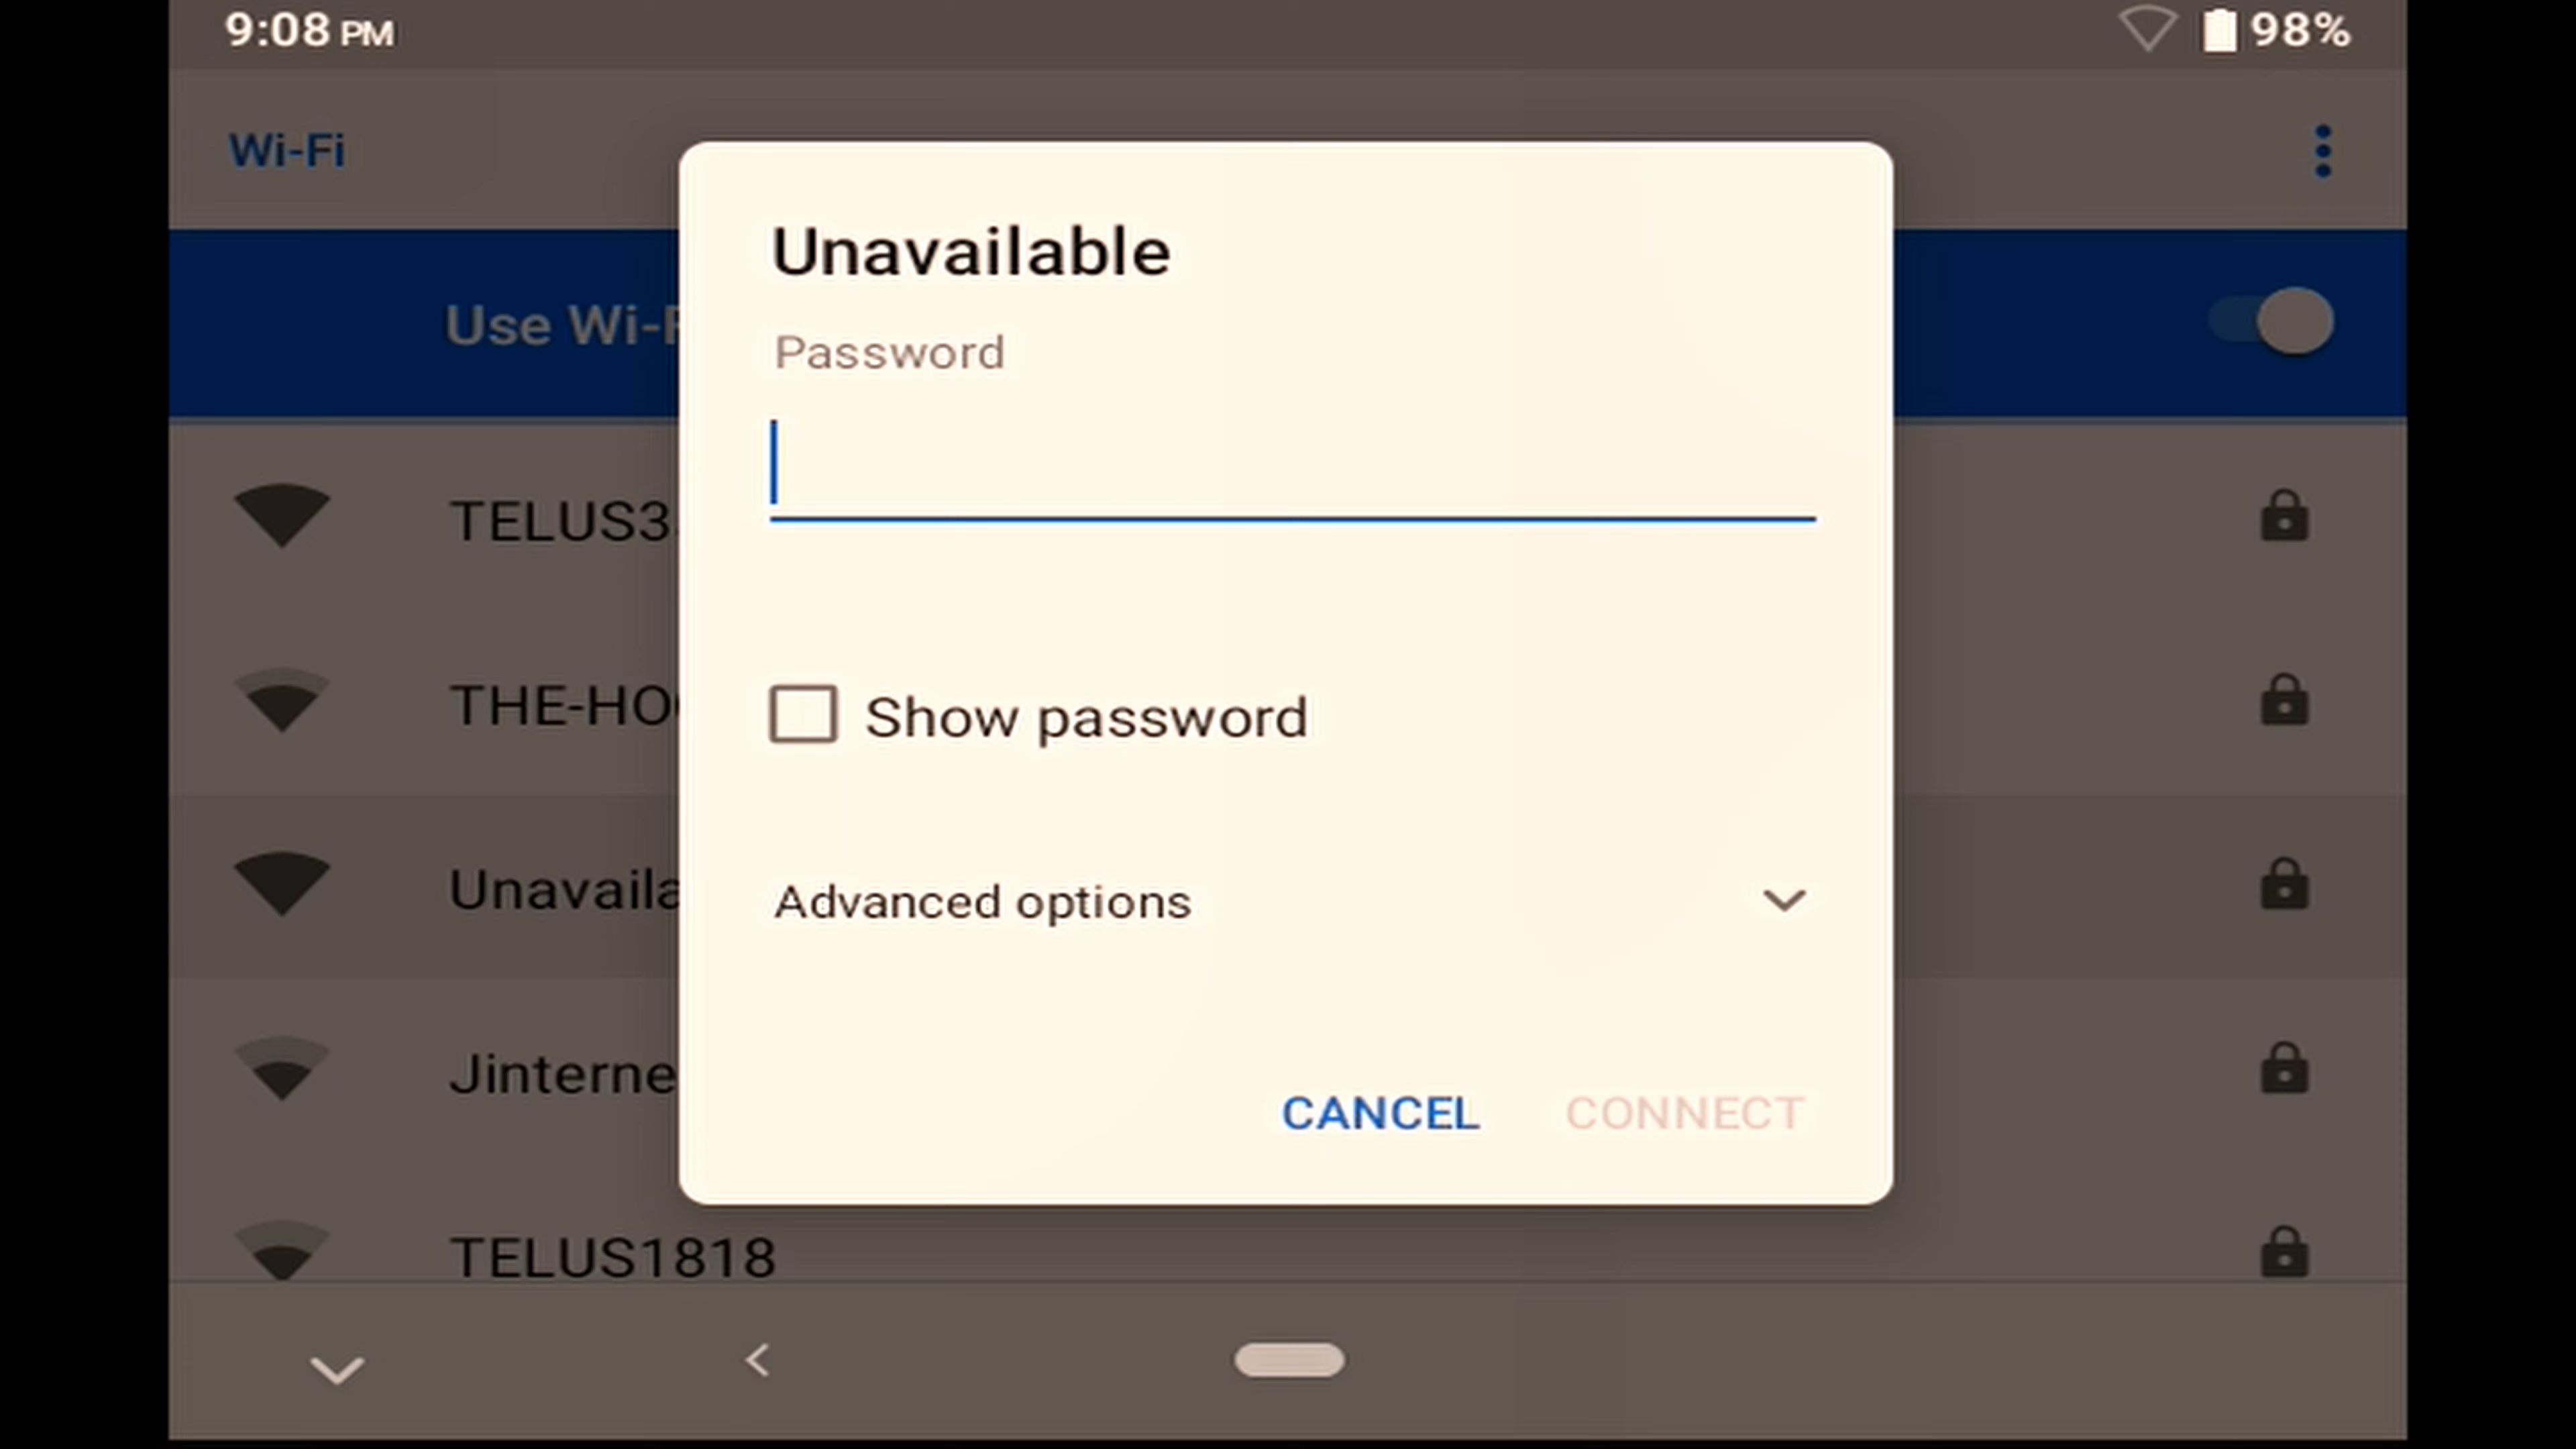 9:08 PM
98%
Wi-Fi
Unavailable
Password
Use Wi-F
TELUS3
THE-HO
Show password
Unavaila
Advanced options
Jinterne
CANCEL CONNECT
TELUS1818